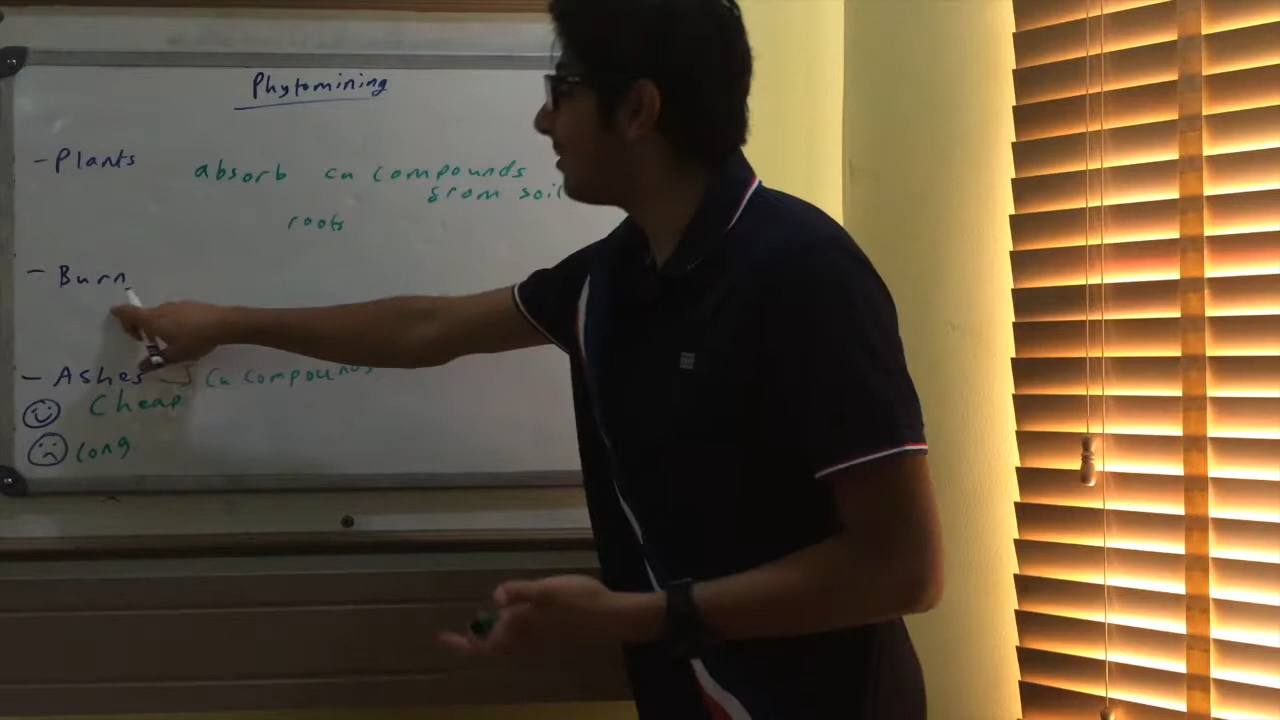 Phytomining
- Plants absorb cu compounds
from soil
roots
- Burn
- Ashes → Cu compounds
Cheap
long